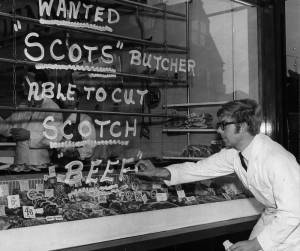 WANTED
"SCOTS" BUTCHER
ABLE TO CUT
SCOTCH
"BEEF"